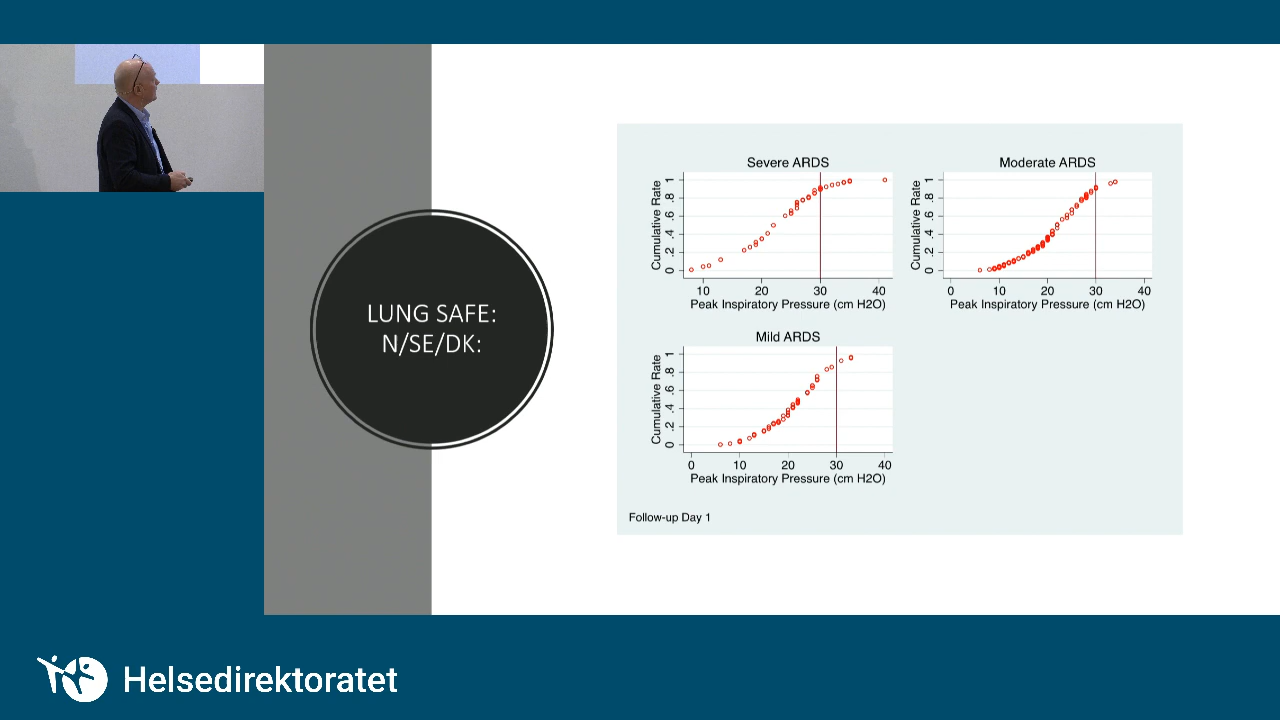 LUNG SAFE:
N/SE/DK:
Severe ARDS
Cumulative Rate
0 .2 .4 .6 .8 1
10 20 30 40
Peak Inspiratory Pressure (cm H2O)
Moderate ARDS
Cumulative Rate
0 .2 .4 .6 .8 1
0 10 20 30 40
Peak Inspiratory Pressure (cm H2O)
Mild ARDS
Cumulative Rate
0 .2 .4 .6 .8 1
0 10 20 30 40
Peak Inspiratory Pressure (cm H2O)
Follow-up Day 1
Helsedirektoratet